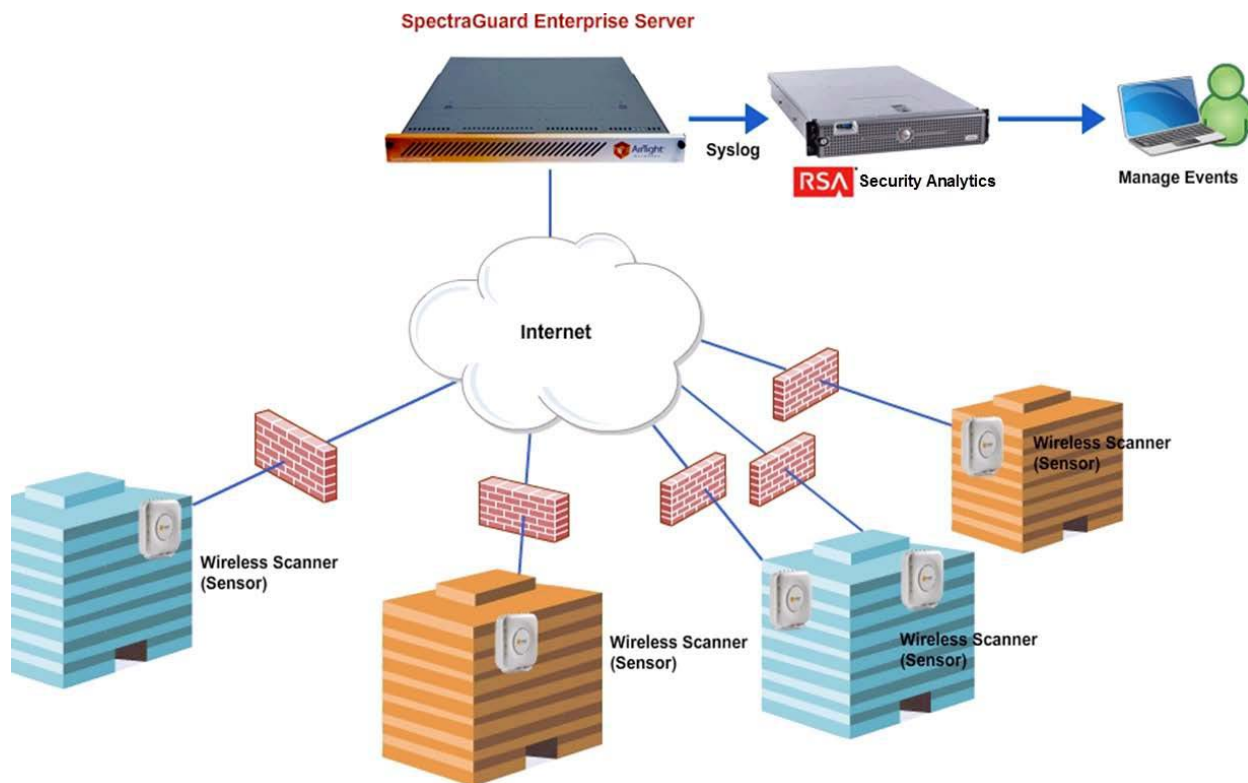 SpectraGuard Enterprise Server
AirTight
Syslog
RSA
Security Analytics
Manage Events
Internet
Wireless Scanner
(Sensor)
Wireless Scanner
(Sensor)
Wireless Scanner
(Sensor)
Wireless Scanner
(Sensor)